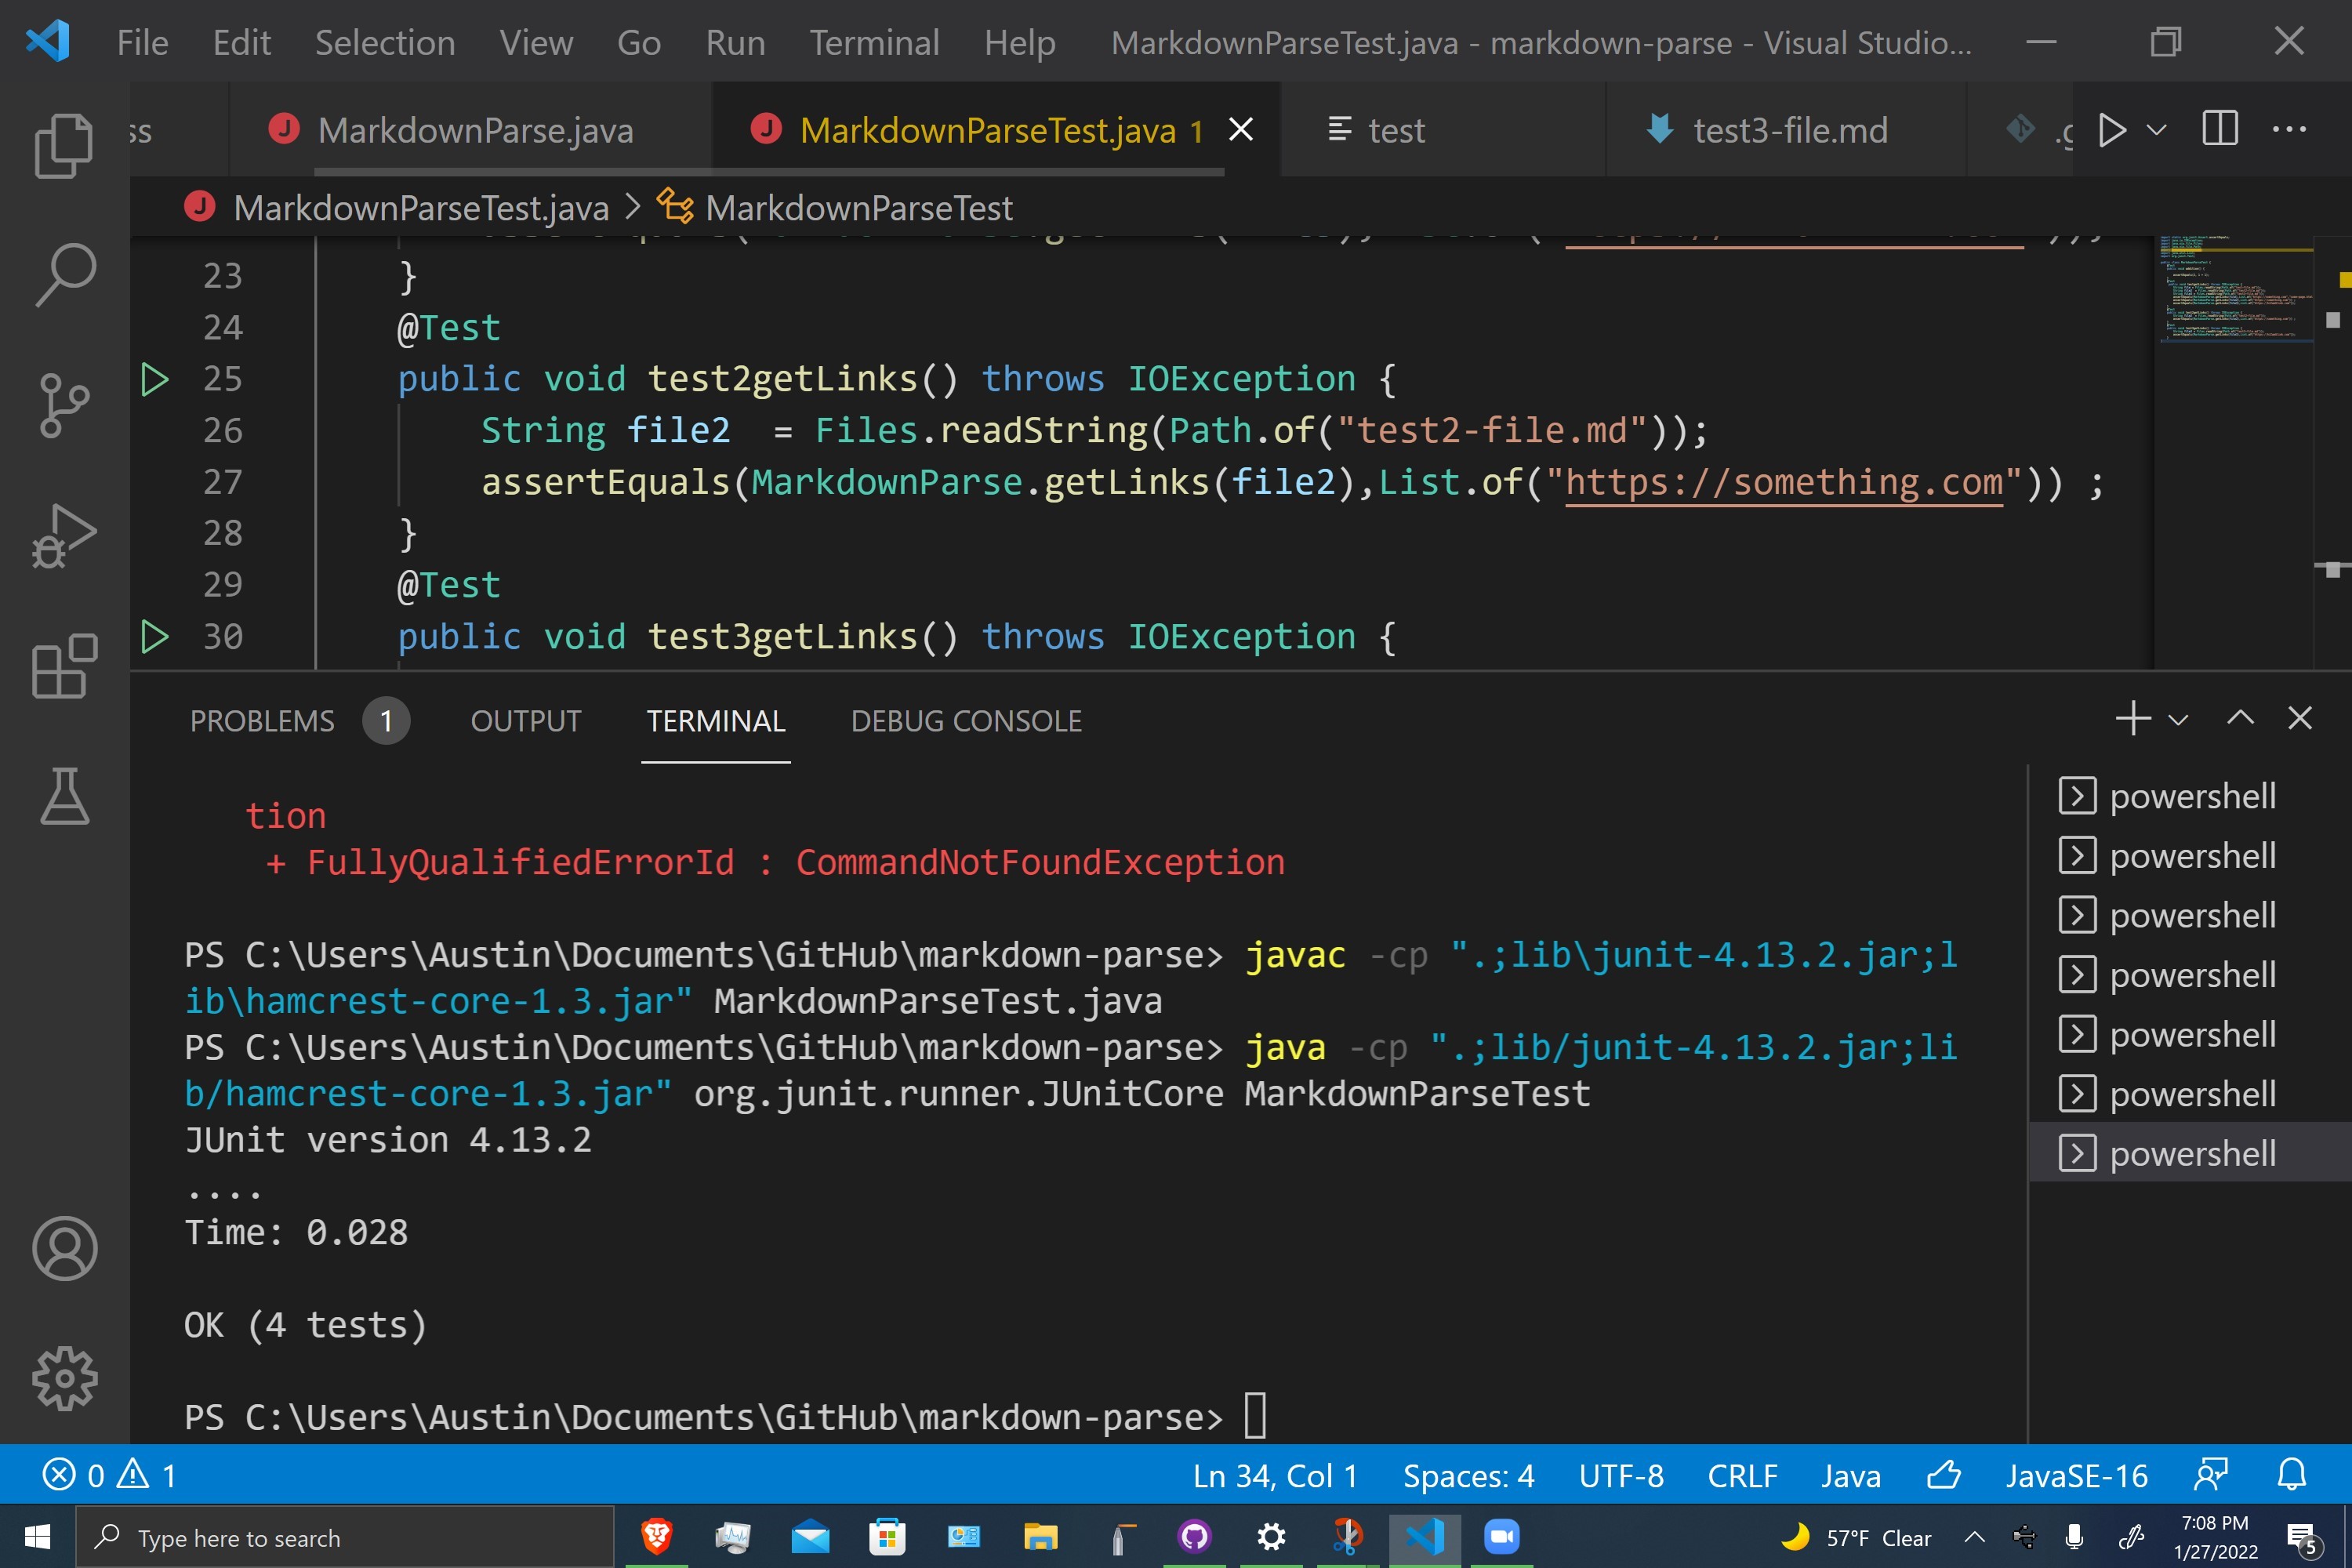 File Edit Selection View Go Run Terminal Help MarkdownParseTest.java - markdown-parse - Visual Studio...
ss MarkdownParse.java MarkdownParseTest.java 1 test test3-file.md
MarkdownParseTest.java > MarkdownParseTest
23 }
24 @Test
25 public void test2getLinks() throws IOException {
26 String file2  = Files.readString(Path.of("test2-file.md"));
27 assertEquals(MarkdownParse.getLinks(file2),List.of("https://something.com")) ;
28 }
29 @Test
30 public void test3getLinks() throws IOException {
PROBLEMS 1 OUTPUT TERMINAL DEBUG CONSOLE
tion
+ FullyQualifiedErrorId : CommandNotFoundException
PS C:\Users\Austin\Documents\GitHub\markdown-parse> javac -cp ".;lib\junit-4.13.2.jar;l
ib\hamcrest-core-1.3.jar" MarkdownParseTest.java
PS C:\Users\Austin\Documents\GitHub\markdown-parse> java -cp ".;lib/junit-4.13.2.jar;li
b/hamcrest-core-1.3.jar" org.junit.runner.JUnitCore MarkdownParseTest
JUnit version 4.13.2
....
Time: 0.028
OK (4 tests)
PS C:\Users\Austin\Documents\GitHub\markdown-parse>
powershell
powershell
powershell
powershell
powershell
powershell
powershell
0 1 Ln 34, Col 1 Spaces: 4 UTF-8 CRLF Java JavaSE-16
Type here to search 57°F Clear 7:08 PM
1/27/2022 5